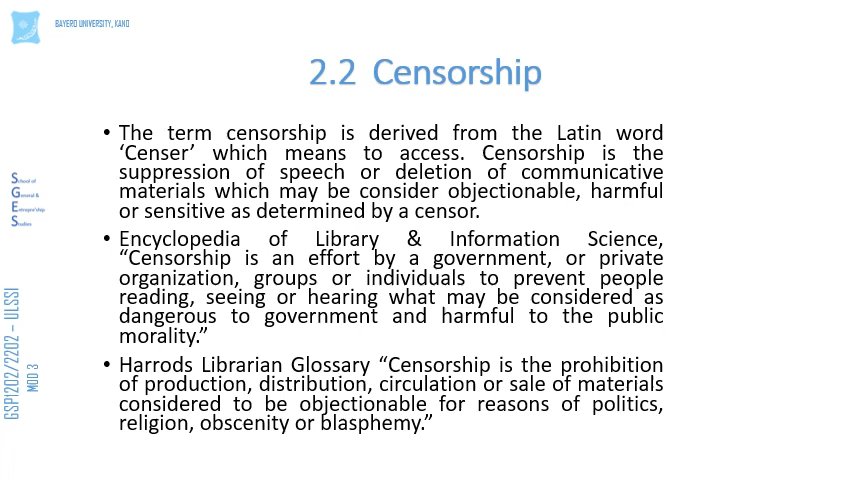 BAYERO UNIVERSITY, KANO
2.2 Censorship
• The term censorship is derived from the Latin word
‘Censer’ which means to access. Censorship is the
suppression of speech or deletion of communicative
materials which may be consider objectionable, harmful
or sensitive as determined by a censor.
• Encyclopedia of Library & Information Science,
“Censorship is an effort by a government, or private
organization, groups or individuals to prevent people
reading, seeing or hearing what may be considered as
dangerous to government and harmful to the public
morality.”
• Harrods Librarian Glossary “Censorship is the prohibition
of production, distribution, circulation or sale of materials
considered to be objectionable for reasons of politics,
religion, obscenity or blasphemy.”
School of
General &
Entreprenership
Studies
GSP1202/2202 – ULSSI
MOD 3